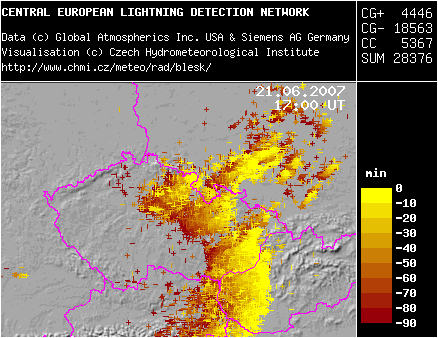 CENTRAL EUROPEAN LIGHTNING DETECTION NETWORK
Data (c) Global Atmospherics Inc. USA & Siemens AG Germany
Visualisation (c) Czech Hydrometeorological Institute
http://www.chmi.cz/meteo/rad/blesk/
CG+ 4446
CG- 18563
CC 5367
SUM 28376
21.06.2007
17:00 UT
min
0
-10
-20
-30
-40
-50
-60
-70
-80
-90